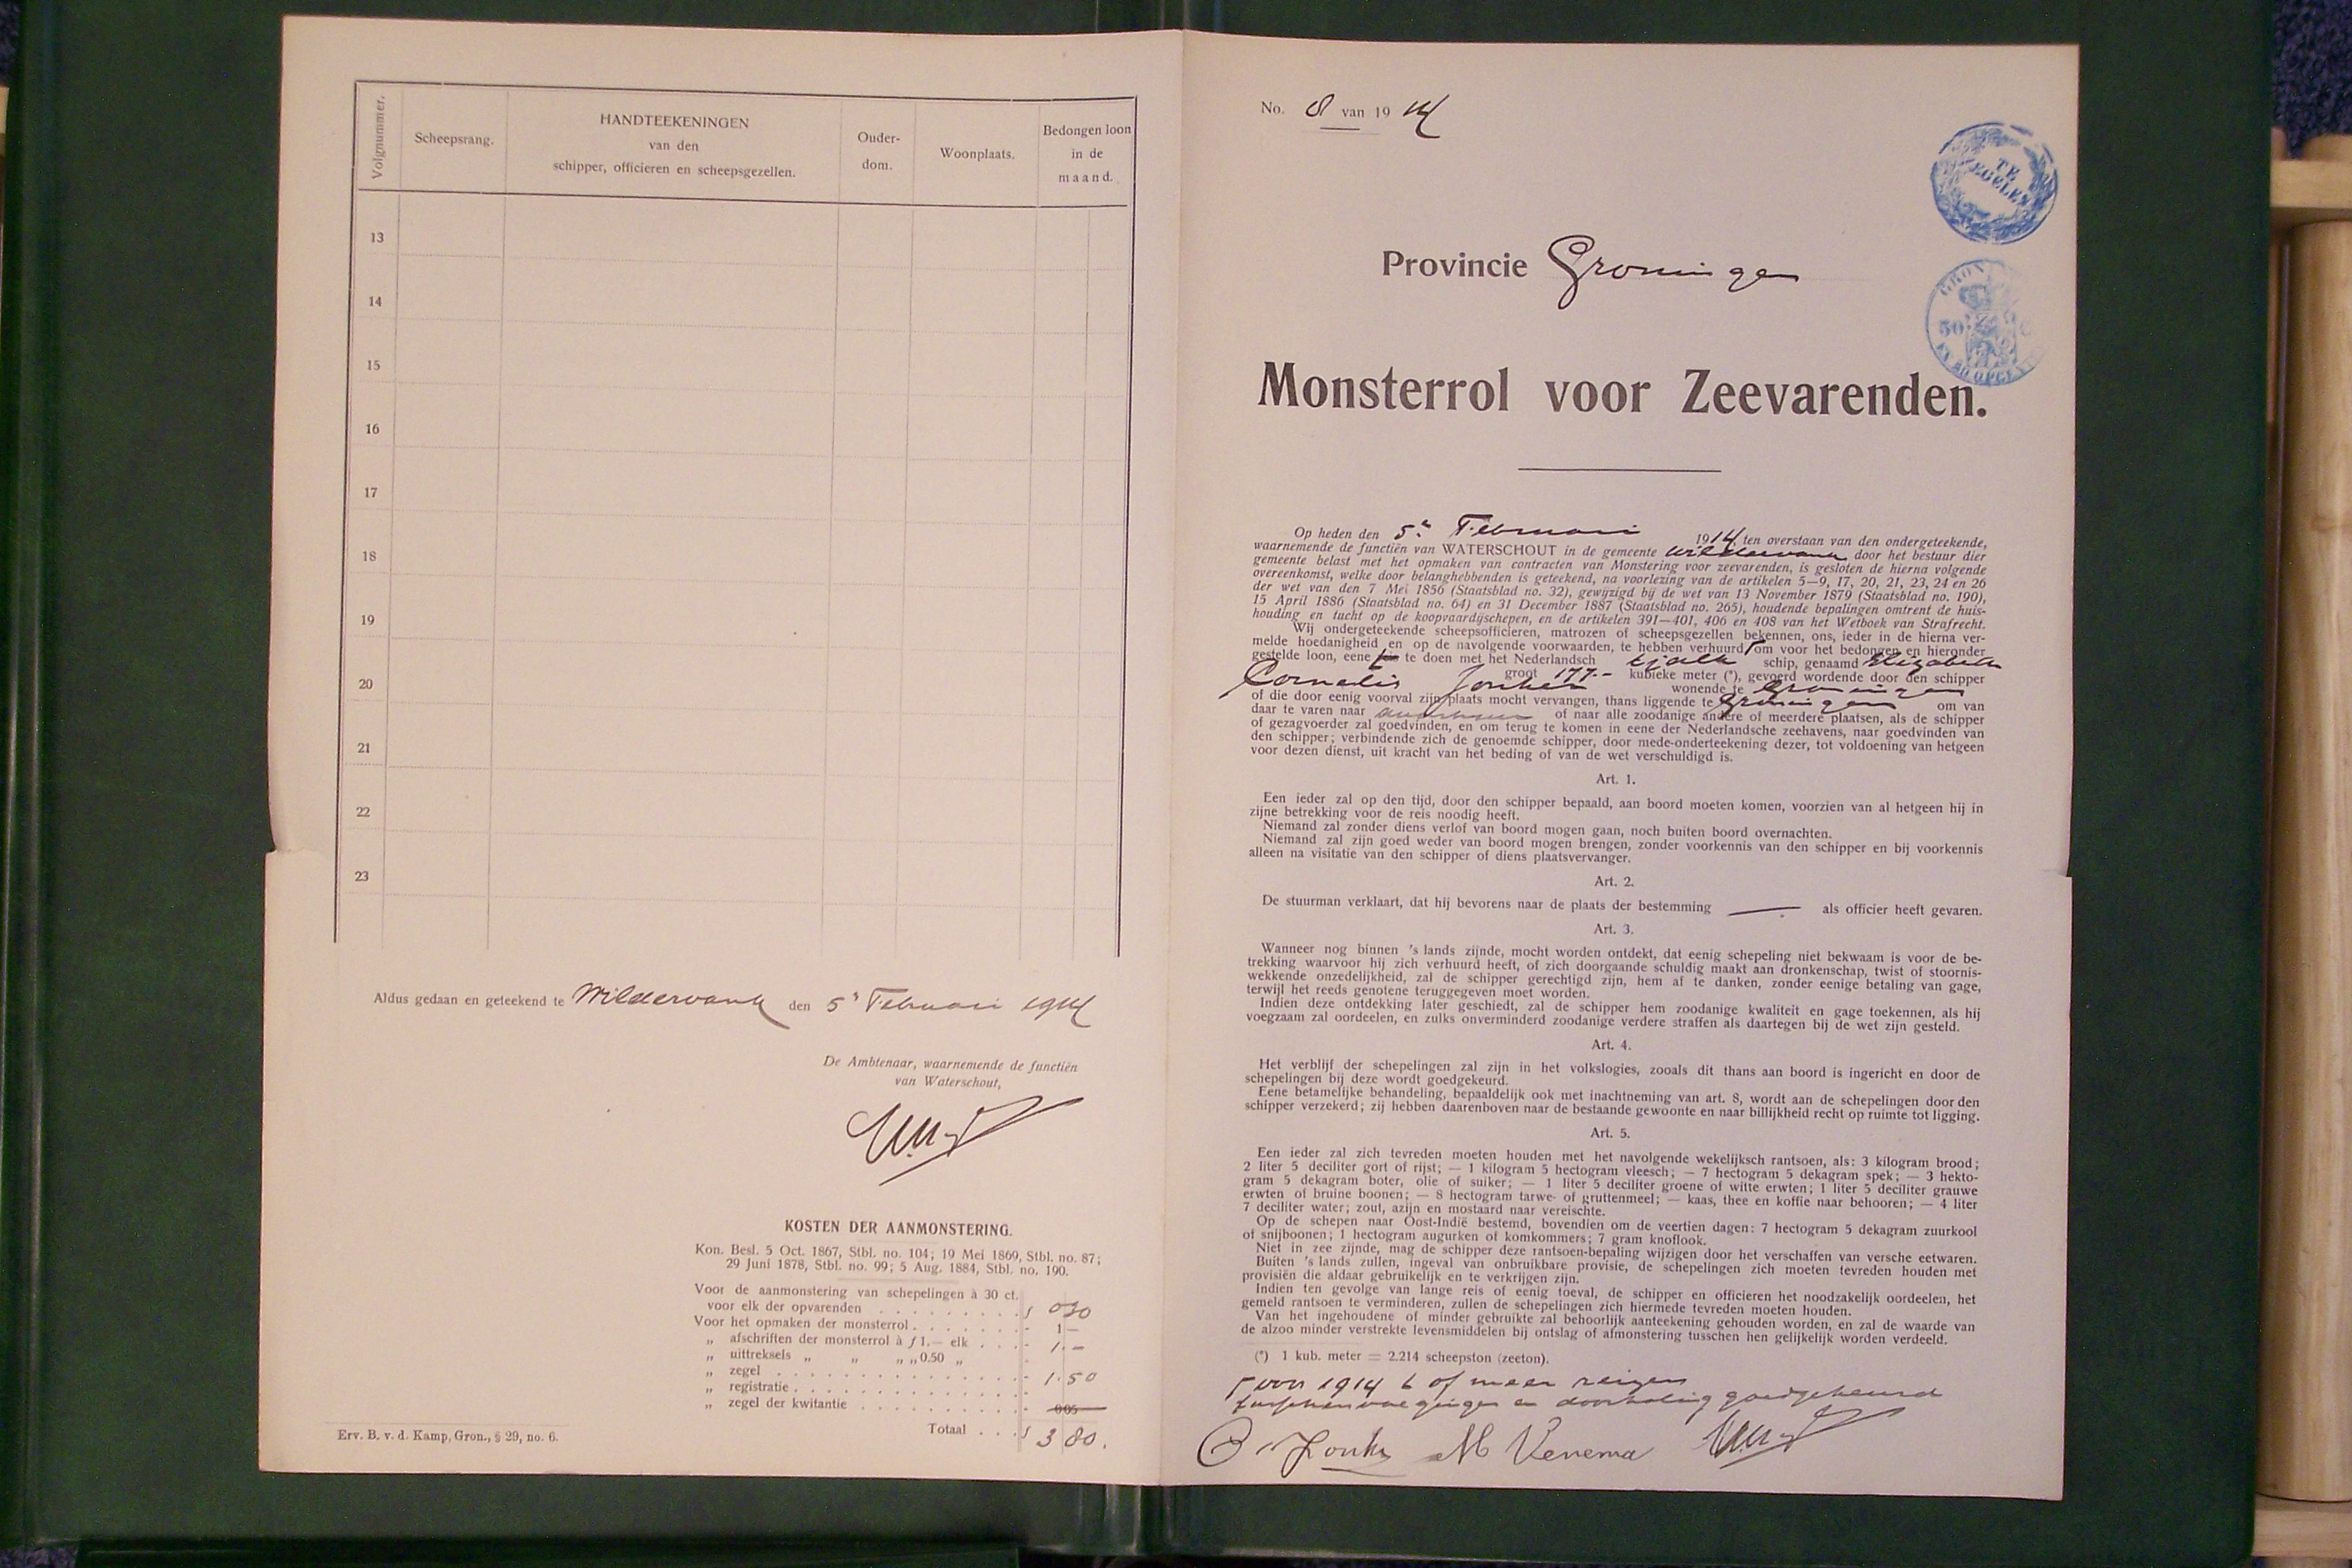 Volgnummer.
Scheepsrang.
HANDTEEKENINGEN
van den
schipper, officieren en scheepsgezellen.
Ouder-
dom.
Woonplaats.
Bedongen loon
in de
maand.
13
14
15
16
17
18
19
20
21
22
23
Aldus gedaan en geteekend te Wildervank den 5e Februari 1914
De Ambtenaar, waarnemende de functiën
van Waterschout,
KOSTEN DER AANMONSTERING.
Kon. Besl. 5 Oct. 1867, Stbl. no. 104; 19 Mei 1869, Stbl. no. 87;
29 Juni 1878, Stbl. no. 99; 5 Aug. 1884, Stbl. no. 190.
Voor de aanmonstering van schepelingen à 30 ct.
voor elk der opvarenden . . . . . . . . . . f 030
Voor het opmaken der monsterrol . . . . . . . - 1 –
„ afschriften der monsterrol à f 1.— elk . . . - 1 . –
„ uittreksels „ „ „ „ 0.50 „
„ zegel . . . . . . . . . . . . . . . . - 1.50
„ registratie . . . . . . . . . . . . . . -
„ zegel der kwitantie . . . . . . . . . . - 005
Totaal . . . f 3 80.
Erv. B. v. d. Kamp, Gron., § 29, no. 6.
No. 8 van 19 14
TE
ZEGELEN
GRON
50 C
Provincie Groningen
Monsterrol voor Zeevarenden.
Op heden den 5e Februari 1914, ten overstaan van den ondergeteekende,
waarnemende de functiën van WATERSCHOUT in de gemeente Wildervank door het bestuur dier
gemeente belast met het opmaken van contracten van Monstering voor zeevarenden, is gesloten de hierna volgende
overeenkomst, welke door belanghebbenden is geteekend, na voorlezing van de artikelen 5—9, 17, 20, 21, 23, 24 en 26
der wet van den 7 Mei 1856 (Staatsblad no. 32), gewijzigd bij de wet van 13 November 1879 (Staatsblad no. 190),
15 April 1886 (Staatsblad no. 64) en 31 December 1887 (Staatsblad no. 265), houdende bepalingen omtrent de huis-
houding en tucht op de koopvaardijschepen, en de artikelen 391—401, 406 en 408 van het Wetboek van Strafrecht.
Wij ondergeteekende scheepsofficieren, matrozen of scheepsgezellen bekennen, ons, ieder in de hierna ver-
melde hoedanigheid en op de navolgende voorwaarden, te hebben verhuurd om voor het bedongen en hieronder
gestelde loon, eene te doen met het Nederlandsch tjalk schip, genaamd Elizabeth
groot 177.- kubieke meter (*), gevoerd wordende door den schipper
Cornelis Jonker wonende te Groningen
of die door eenig voorval zijn plaats mocht vervangen, thans liggende te Groningen om van
daar te varen naar of naar alle zoodanige andere of meerdere plaatsen, als de schipper
of gezagvoerder zal goedvinden, en om terug te komen in eene der Nederlandsche zeehavens, naar goedvinden van
den schipper; verbindende zich de genoemde schipper, door mede-onderteekening dezer, tot voldoening van hetgeen
voor dezen dienst, uit kracht van het beding of van de wet verschuldigd is.
Art. 1.
Een ieder zal op den tijd, door den schipper bepaald, aan boord moeten komen, voorzien van al hetgeen hij in
zijne betrekking voor de reis noodig heeft.
Niemand zal zonder diens verlof van boord mogen gaan, noch buiten boord overnachten.
Niemand zal zijn goed weder van boord mogen brengen, zonder voorkennis van den schipper en bij voorkennis
alleen na visitatie van den schipper of diens plaatsvervanger.
Art. 2.
De stuurman verklaart, dat hij bevorens naar de plaats der bestemming — als officier heeft gevaren.
Art. 3.
Wanneer nog binnen 's lands zijnde, mocht worden ontdekt, dat eenig schepeling niet bekwaam is voor de be-
trekking waarvoor hij zich verhuurd heeft, of zich doorgaande schuldig maakt aan dronkenschap, twist of stoornis-
wekkende onzedelijkheid, zal de schipper gerechtigd zijn, hem af te danken, zonder eenige betaling van gage,
terwijl het reeds genotene teruggegeven moet worden.
Indien deze ontdekking later geschiedt, zal de schipper hem zoodanige kwaliteit en gage toekennen, als hij
voegzaam zal oordeelen, en zulks onverminderd zoodanige verdere straffen als daartegen bij de wet zijn gesteld.
Art. 4.
Het verblijf der schepelingen zal zijn in het volkslogies, zooals dit thans aan boord is ingericht en door de
schepelingen bij deze wordt goedgekeurd.
Eene betamelijke behandeling, bepaaldelijk ook met inachtneming van art. 8, wordt aan de schepelingen door den
schipper verzekerd; zij hebben daarenboven naar de bestaande gewoonte en naar billijkheid recht op ruimte tot ligging.
Art. 5.
Een ieder zal zich tevreden moeten houden met het navolgende wekelijksch rantsoen, als: 3 kilogram brood;
2 liter 5 deciliter gort of rijst; — 1 kilogram 5 hectogram vleesch; — 7 hectogram 5 dekagram spek; — 3 hekto-
gram 5 dekagram boter, olie of suiker; — 1 liter 5 deciliter groene of witte erwten; 1 liter 5 deciliter grauwe
erwten of bruine boonen; — 8 hectogram tarwe- of gruttenmeel; — kaas, thee en koffie naar behooren; — 4 liter
7 deciliter water; zout, azijn en mostaard naar vereischte.
Op de schepen naar Oost-Indië bestemd, bovendien om de veertien dagen: 7 hectogram 5 dekagram zuurkool
of snijboonen; 1 hectogram augurken of komkommers; 7 gram knoflook.
Niet in zee zijnde, mag de schipper deze rantsoen-bepaling wijzigen door het verschaffen van versche eetwaren.
Buiten 's lands zullen, ingeval van onbruikbare provisie, de schepelingen zich moeten tevreden houden met
provisiën die aldaar gebruikelijk en te verkrijgen zijn.
Indien ten gevolge van lange reis of eenig toeval, de schipper en officieren het noodzakelijk oordeelen, het
gemeld rantsoen te verminderen, zullen de schepelingen zich hiermede tevreden moeten houden.
Van het ingehoudene of minder gebruikte zal behoorlijk aanteekening gehouden worden, en zal de waarde van
de alzoo minder verstrekte levensmiddelen bij ontslag of afmonstering tusschen hen gelijkelijk worden verdeeld.
(*) 1 kub. meter = 2.214 scheepston (zeeton).
voor 1914 6 of meer reizen
tusschenvoegingen en doorhaling goedgekeurd
C Jonker M Venema